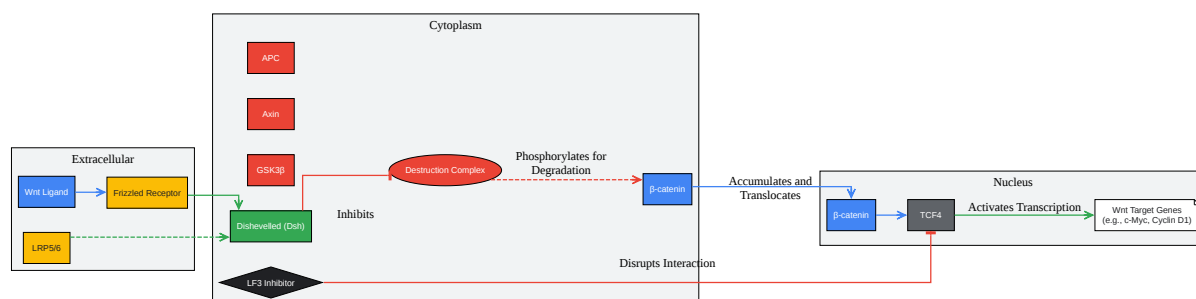 Extracellular
Wnt Ligand
Frizzled Receptor
LRP5/6
Cytoplasm
APC
Axin
GSK3β
Dishevelled (Dsh)
LF3 Inhibitor
Inhibits
Destruction Complex
Phosphorylates for
Degradation
β-catenin
Accumulates and
Translocates
Disrupts Interaction
Nucleus
β-catenin
TCF4
Activates Transcription
Wnt Target Genes
(e.g., c-Myc, Cyclin D1)